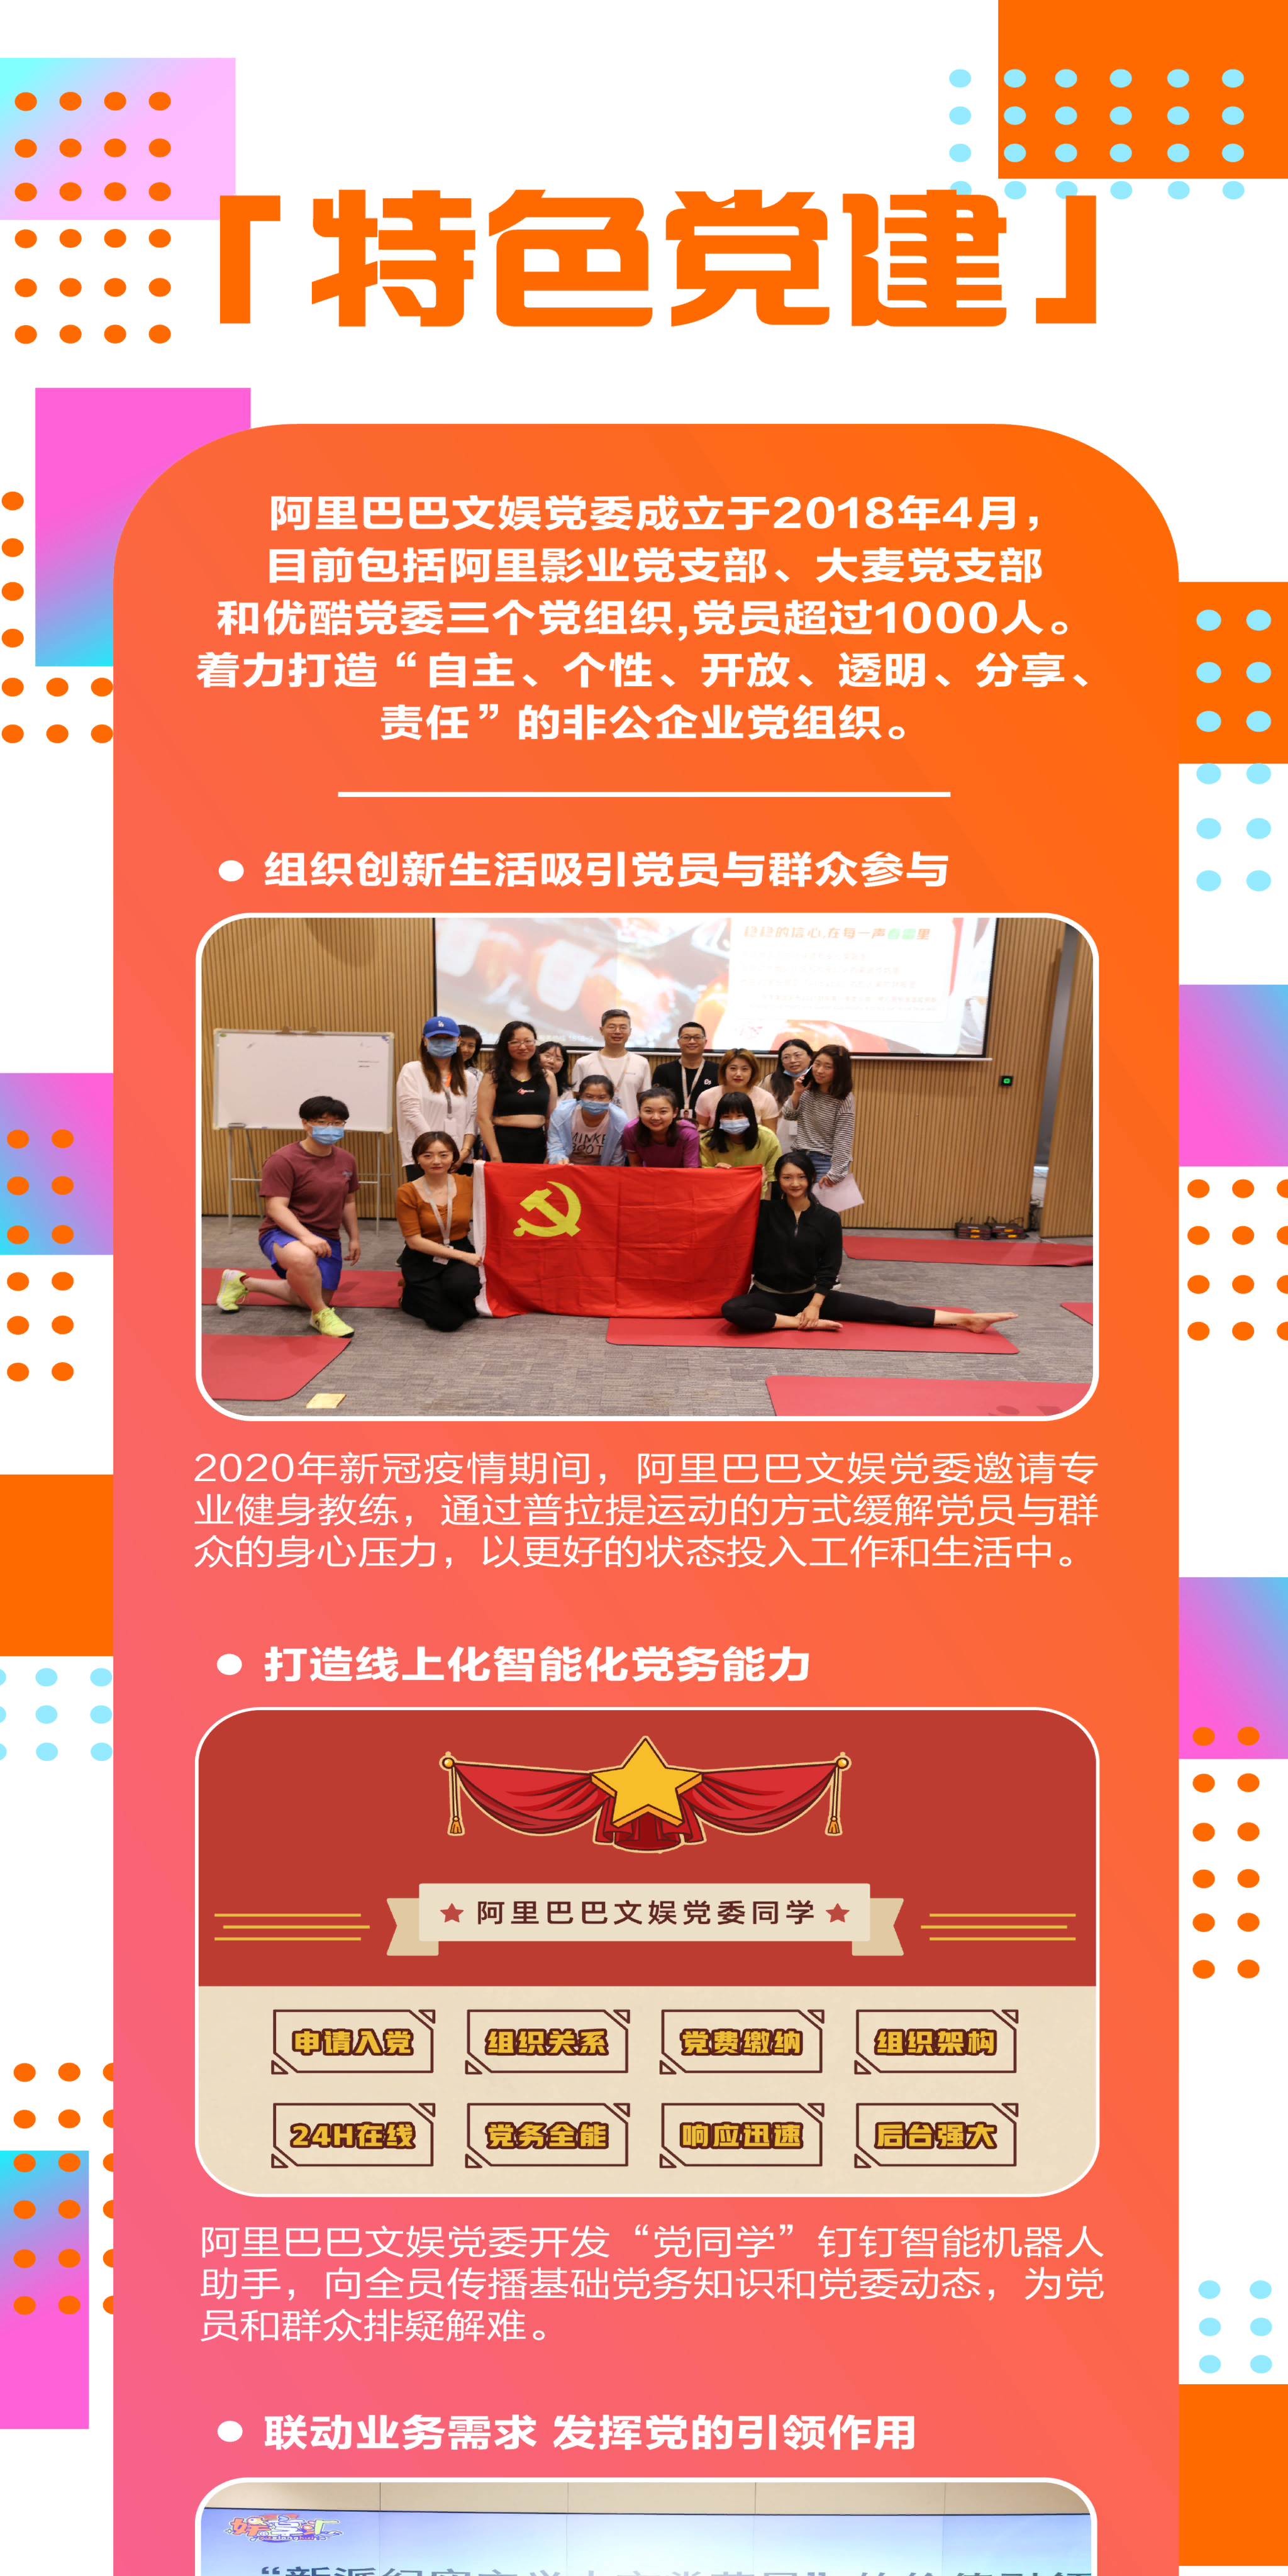 「特色党建」
阿里巴巴文娱党委成立于2018年4月，
目前包括阿里影业党支部、大麦党支部
和优酷党委三个党组织,党员超过1000人。
着力打造“自主、个性、开放、透明、分享、
责任”的非公企业党组织。
组织创新生活吸引党员与群众参与
稳稳的信心,在每一声春雷里
2020年新冠疫情期间，阿里巴巴文娱党委邀请专
业健身教练，通过普拉提运动的方式缓解党员与群
众的身心压力，以更好的状态投入工作和生活中。
打造线上化智能化党务能力
阿里巴巴文娱党委同学
申请入党 组织关系 党费缴纳 组织架构
24H在线 党务全能 响应迅速 后台强大
阿里巴巴文娱党委开发“党同学”钉钉智能机器人
助手，向全员传播基础党务知识和党委动态，为党
员和群众排疑解难。
联动业务需求 发挥党的引领作用